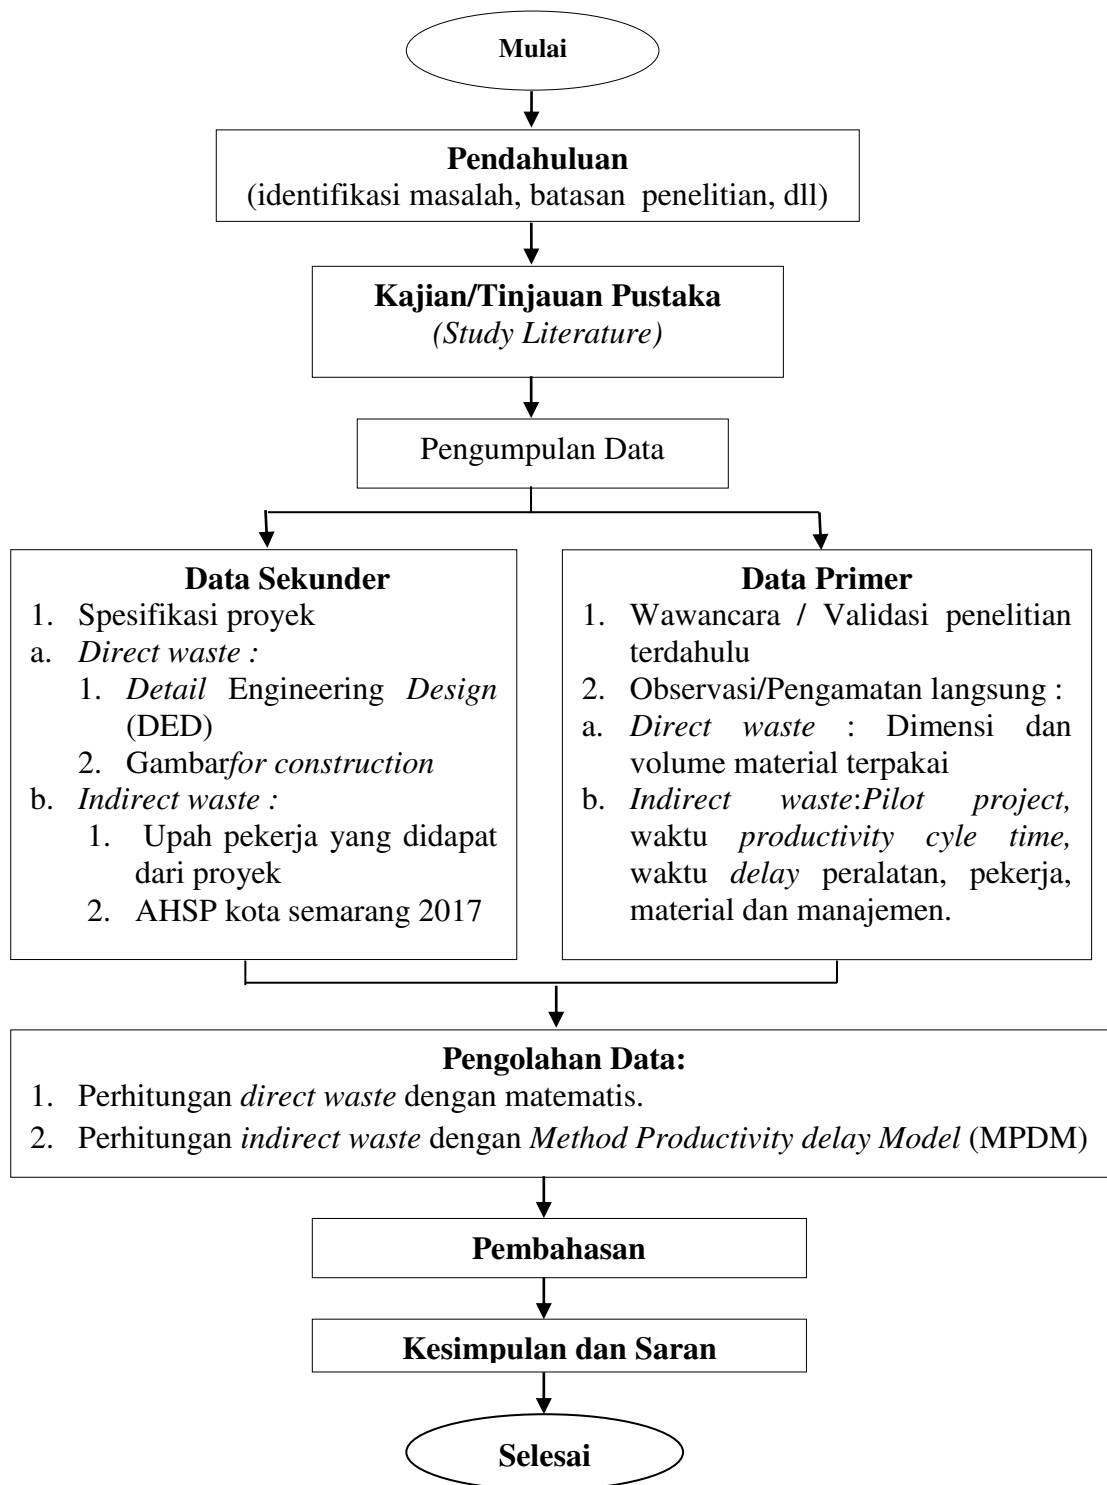 Mulai
Pendahuluan
(identifikasi masalah, batasan penelitian, dll)
Kajian/Tinjauan Pustaka
(Study Literature)
Pengumpulan Data
Data Sekunder
1. Spesifikasi proyek
a. Direct waste :
1. Detail Engineering Design
(DED)
2. Gambarfor construction
b. Indirect waste :
1. Upah pekerja yang didapat
dari proyek
2. AHSP kota semarang 2017
Data Primer
1. Wawancara / Validasi penelitian
terdahulu
2. Observasi/Pengamatan langsung :
a. Direct waste : Dimensi dan
volume material terpakai
b. Indirect waste:Pilot project,
waktu productivity cyle time,
waktu delay peralatan, pekerja,
material dan manajemen.
Pengolahan Data:
1. Perhitungan direct waste dengan matematis.
2. Perhitungan indirect waste dengan Method Productivity delay Model (MPDM)
Pembahasan
Kesimpulan dan Saran
Selesai